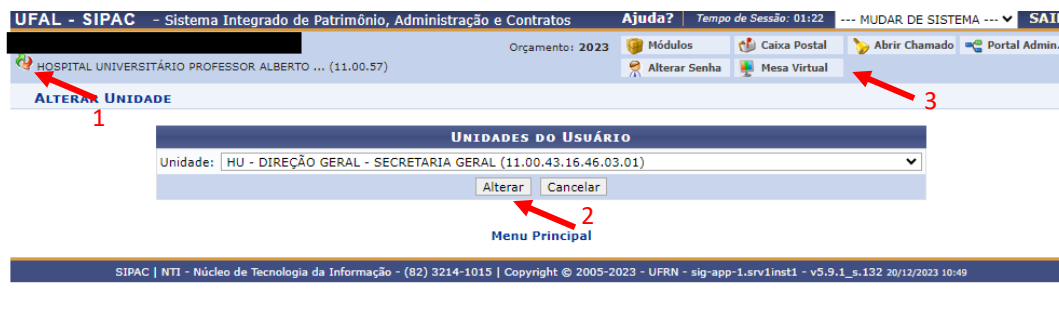 UFAL - SIPAC - Sistema Integrado de Patrimônio, Administração e Contratos Ajuda? Tempo de Sessão: 01:22 --- MUDAR DE SISTEMA --- SAI
Orçamento: 2023 Módulos Caixa Postal Abrir Chamado Portal Admin.
HOSPITAL UNIVERSITÁRIO PROFESSOR ALBERTO ... (11.00.57) Alterar Senha Mesa Virtual
3
ALTERAR UNIDADE
1
UNIDADES DO USUÁRIO
Unidade: HU - DIREÇÃO GERAL - SECRETARIA GERAL (11.00.43.16.46.03.01)
Alterar Cancelar
2
Menu Principal
SIPAC | NTI - Núcleo de Tecnologia da Informação - (82) 3214-1015 | Copyright © 2005-2023 - UFRN - sig-app-1.srv1inst1 - v5.9.1_s.132 20/12/2023 10:49